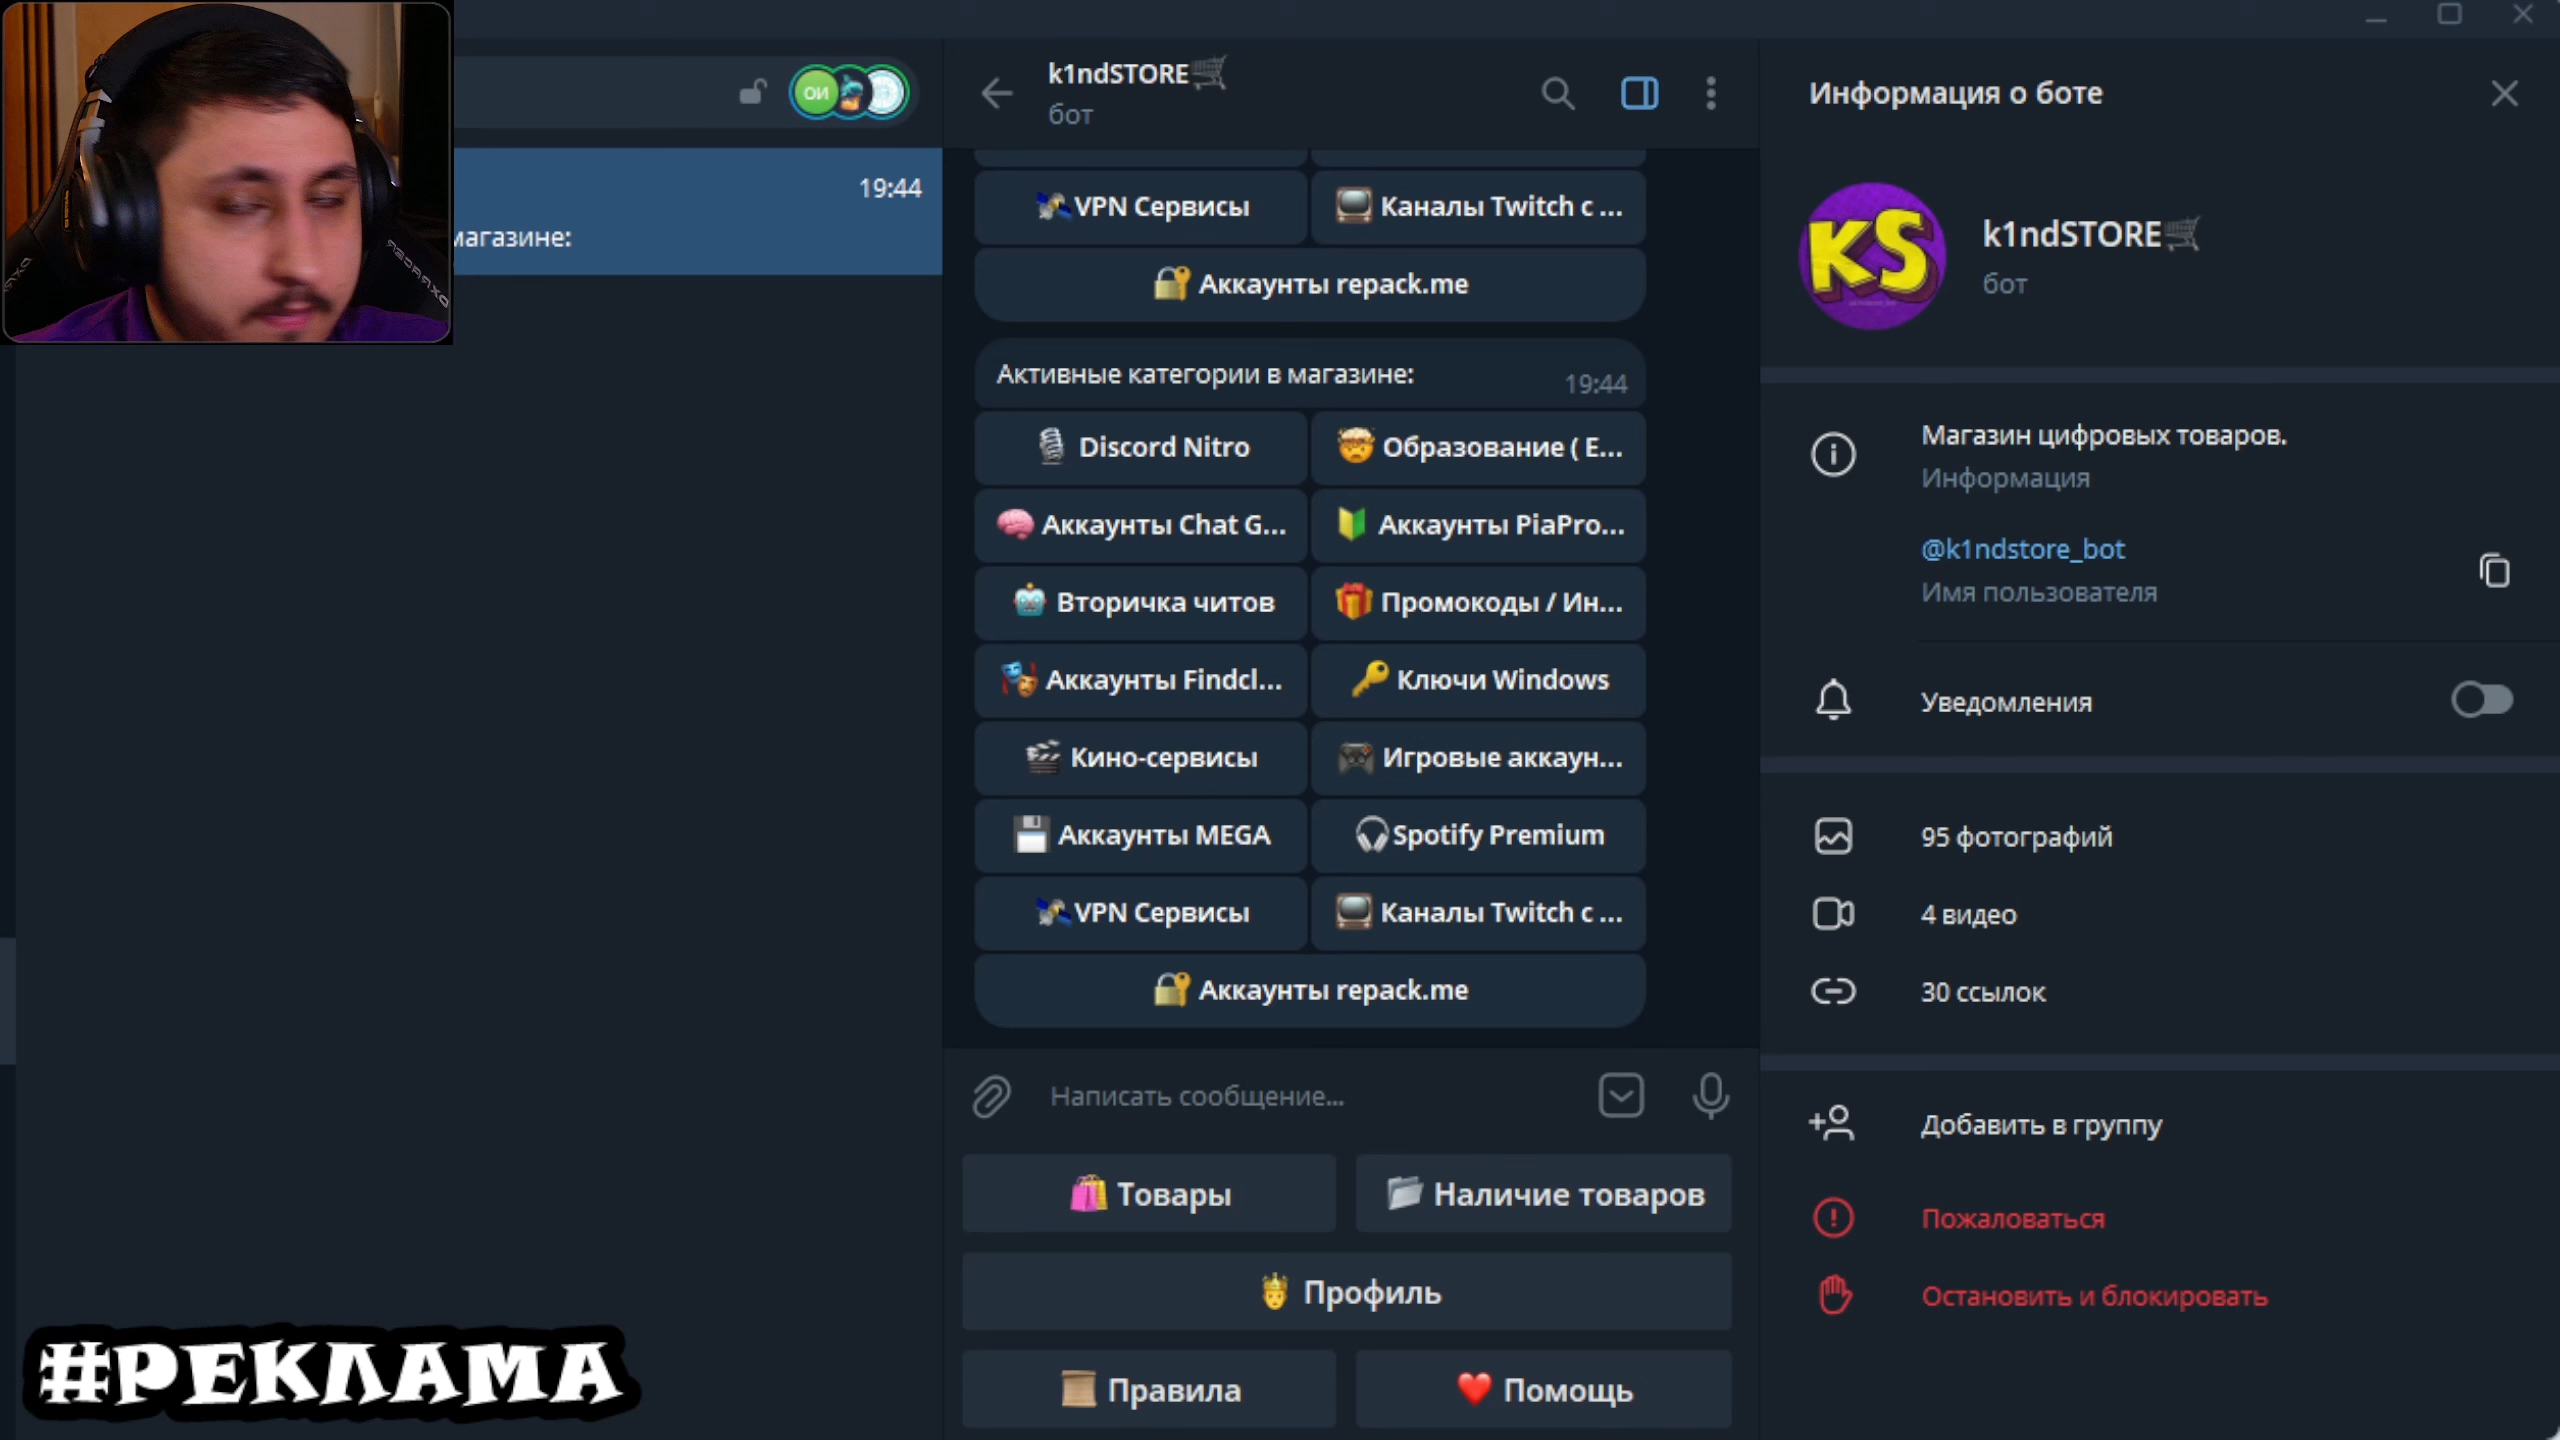 19:44
магазине:
ОИ
k1ndSTORE🛒
бот
VPN Сервисы
Каналы Twitch с ...
Аккаунты repack.me
Активные категории в магазине:
19:44
Discord Nitro
Образование ( Е...
Аккаунты Chat G...
Аккаунты PiaPro...
Вторичка читов
Промокоды / Ин...
Аккаунты Findcl...
Ключи Windows
Кино-сервисы
Игровые аккаун...
Аккаунты MEGA
Spotify Premium
VPN Сервисы
Каналы Twitch с ...
Аккаунты repack.me
Написать сообщение...
Товары
Наличие товаров
Профиль
Правила
Помощь
Информация о боте
KS
k1ndSTORE🛒
бот
Магазин цифровых товаров.
Информация
@k1ndstore_bot
Имя пользователя
Уведомления
95 фотографий
4 видео
30 ссылок
Добавить в группу
Пожаловаться
Остановить и блокировать
#РЕКЛАМА
DXRACER